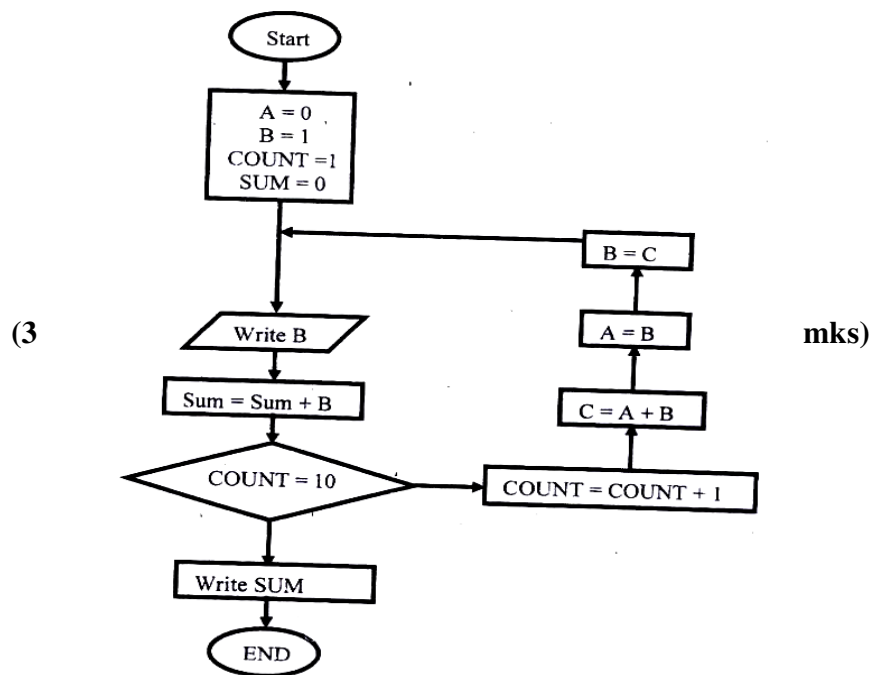 Start
A = 0
B = 1
COUNT =1
SUM = 0
B = C
(3
Write B
A = B
mks)
Sum = Sum + B
C = A + B
COUNT = 10
COUNT = COUNT + 1
Write SUM
END